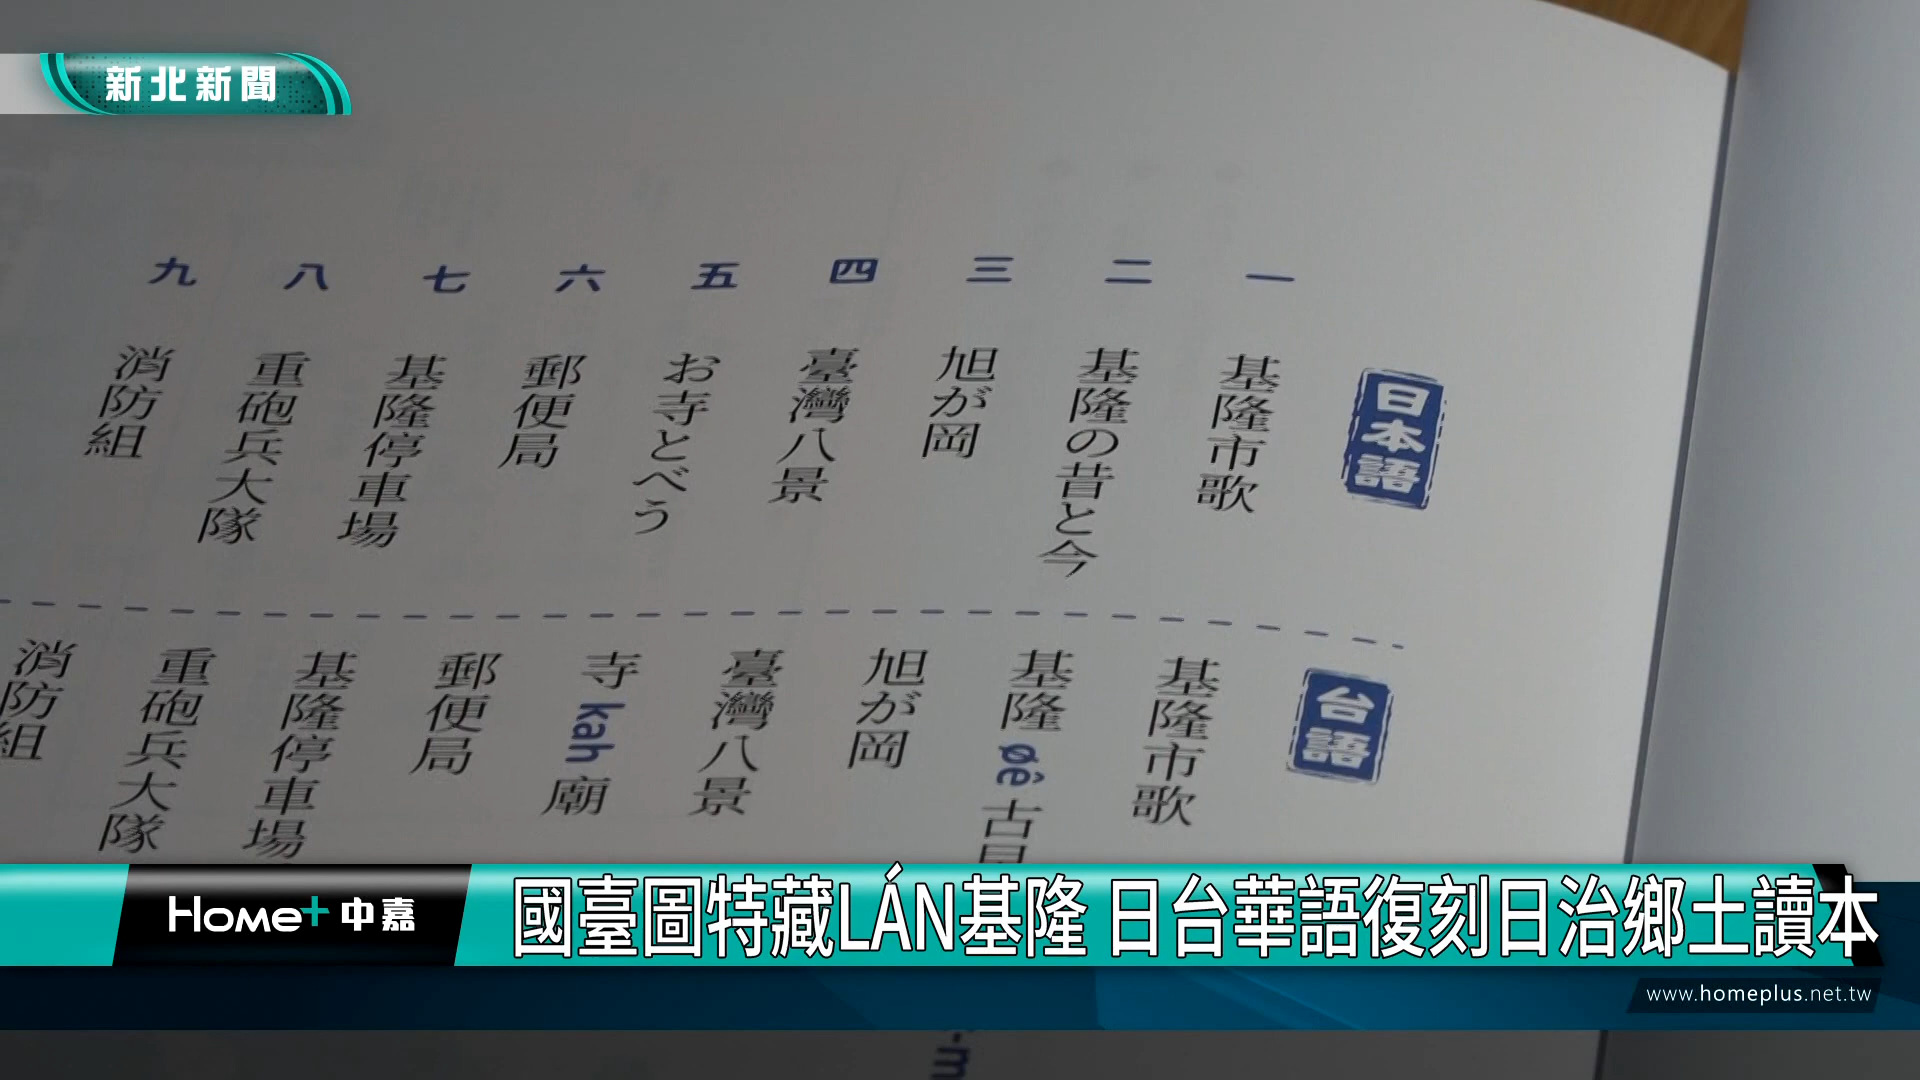 新北新聞
日本語
一 基隆市歌
二 基隆の昔と今
三 旭が岡
四 臺灣八景
五 お寺とべう
六 郵便局
七 基隆停車場
八 重砲兵大隊
九 消防組
台語
基隆市歌
基隆 øê 古
旭が岡
臺灣八景
寺 kah 廟
郵便局
基隆停車場
重砲兵大隊
消防組
Home+ 中嘉
國臺圖特藏LÁN基隆 日台華語復刻日治鄉土讀本
www.homeplus.net.tw